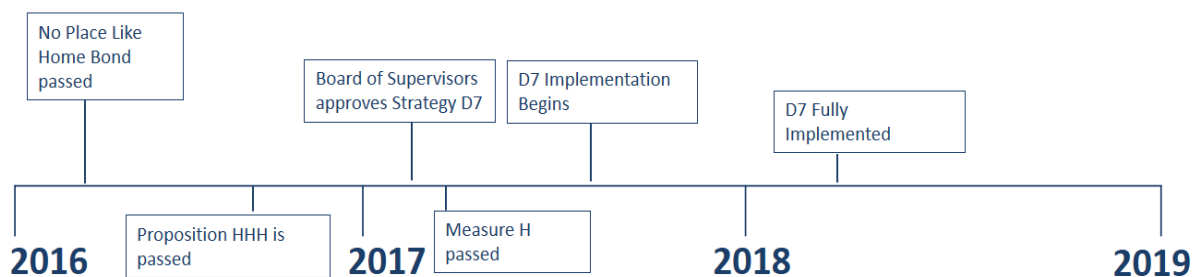 No Place Like
Home Bond
passed
Board of Supervisors
approves Strategy D7
D7 Implementation
Begins
D7 Fully
Implemented
Proposition HHH is
passed
Measure H
passed
2016
2017
2018
2019